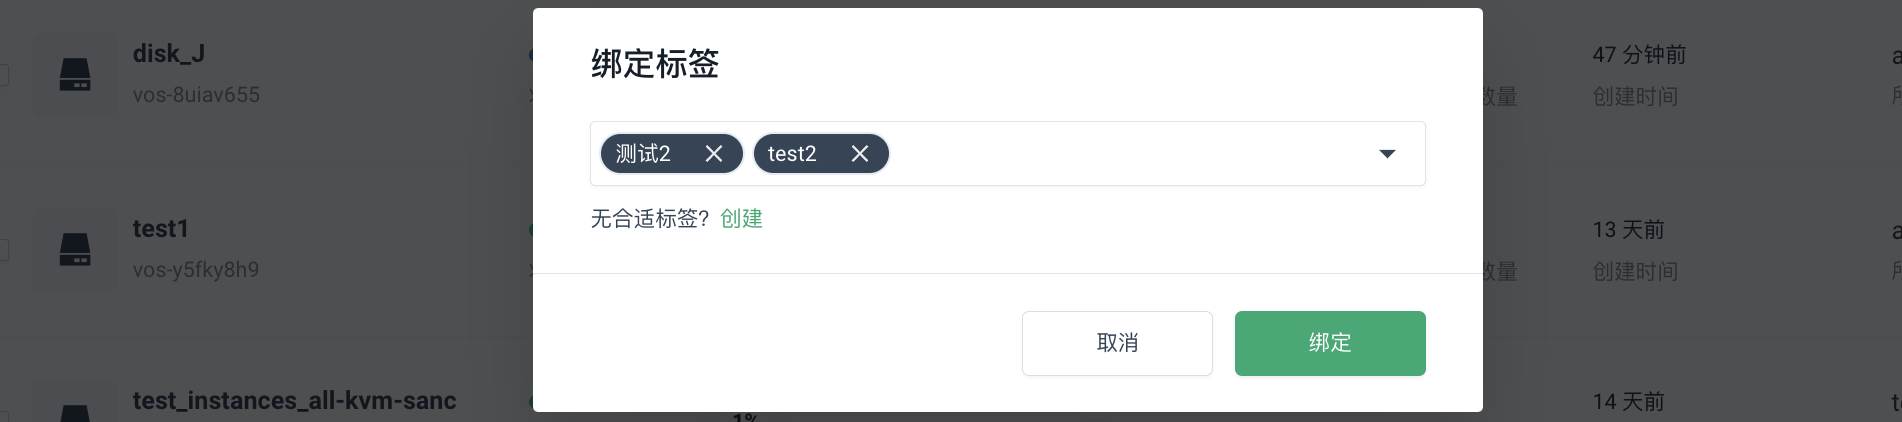 disk_J
vos-8uiav655
47 分钟前
创建时间
数量
绑定标签
测试2
test2
无合适标签? 创建
test1
vos-y5fky8h9
13 天前
创建时间
数量
取消
绑定
test_instances_all-kvm-sanc
1%
14 天前